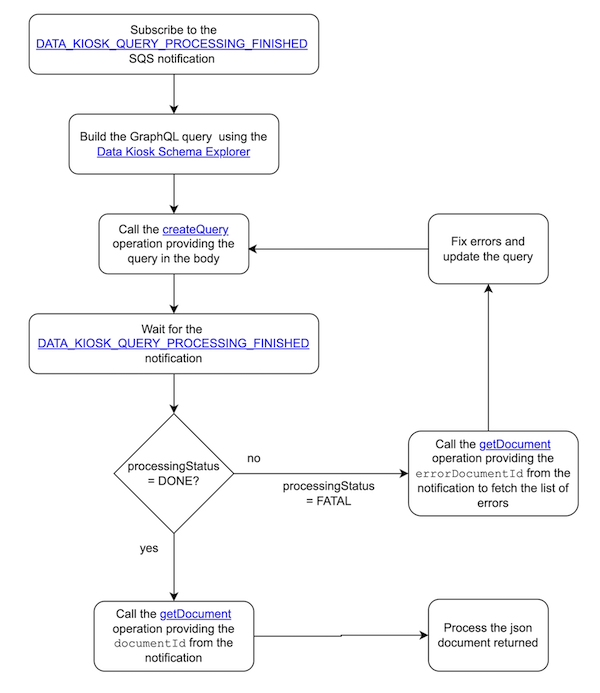 Subscribe to the
DATA_KIOSK_QUERY_PROCESSING_FINISHED
SQS notification
Build the GraphQL query using the
Data Kiosk Schema Explorer
Call the createQuery
operation providing the
query in the body
Fix errors and
update the query
Wait for the
DATA_KIOSK_QUERY_PROCESSING_FINISHED
notification
processingStatus
= DONE?
no
processingStatus
= FATAL
Call the getDocument
operation providing the
errorDocumentId from the
notification to fetch the list of
errors
yes
Call the getDocument
operation providing the
documentId from the
notification
Process the json
document returned